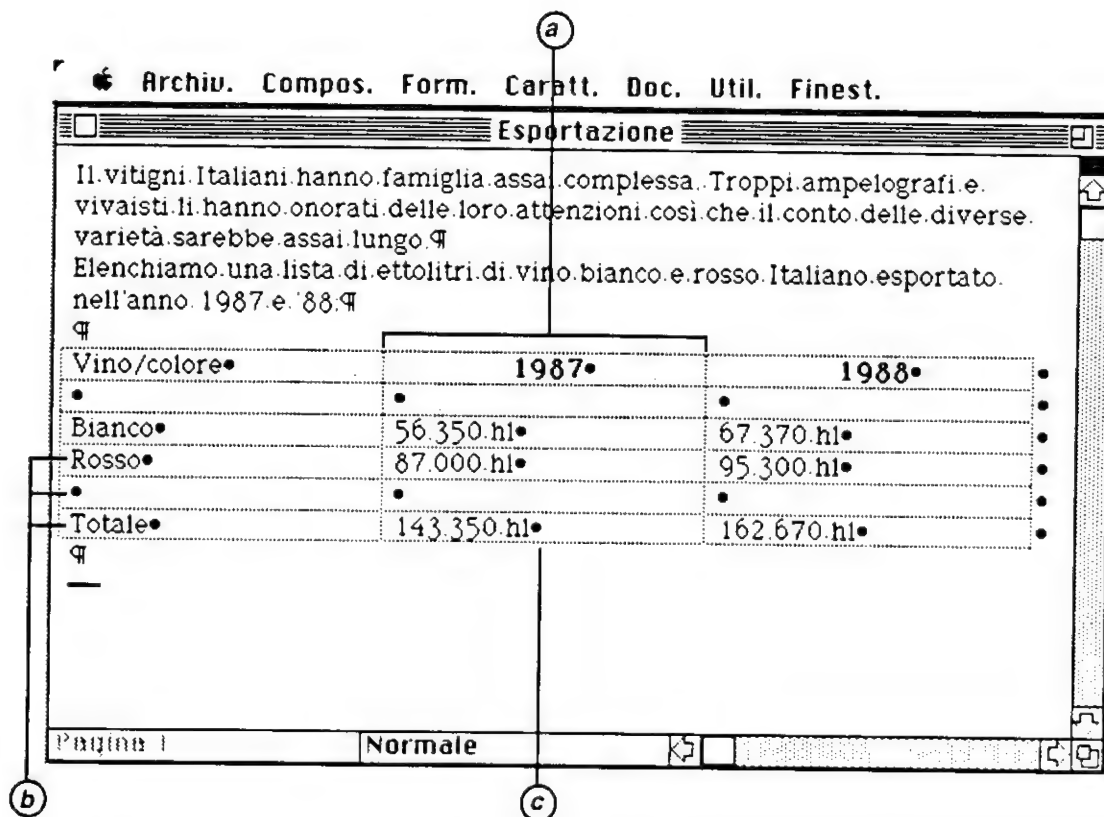 a
Archiv. Compos. Form. Caratt. Doc. Util. Finest.
Esportazione
Il.vitigni.Italiani.hanno.famiglia.assai.complessa..Troppi.ampelografi.e.
vivaisti.li.hanno.onorati.delle.loro.attenzioni.così.che.il.conto.delle.diverse.
varietà.sarebbe.assai.lungo.¶
Elenchiamo.una.lista.di.ettolitri.di.vino.bianco.e.rosso.Italiano.esportato.
nell'anno.1987.e.'88.¶
¶
Vino/colore• 1987• 1988• •
• • • •
Bianco• 56.350.hl• 67.370.hl• •
Rosso• 87.000.hl• 95.300.hl• •
• • • •
Totale• 143.350.hl• 162.670.hl• •
¶
Pagina 1 Normale
b c